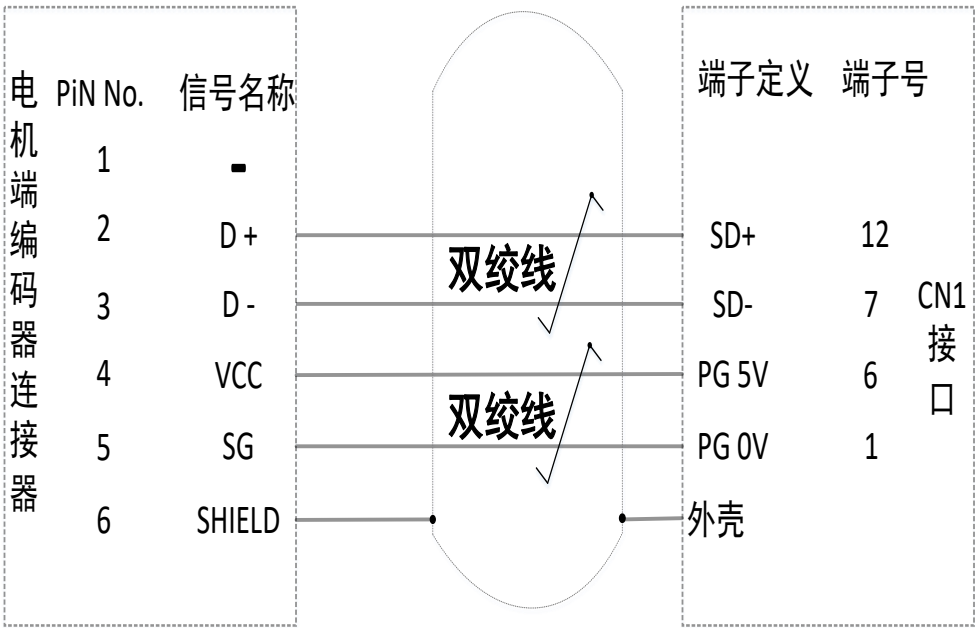 电机端编码器连接器
PiN No. 信号名称
1 -
2 D +
3 D -
4 VCC
5 SG
6 SHIELD
双绞线
双绞线
端子定义 端子号
SD+ 12
SD- 7
PG 5V 6
PG 0V 1
外壳
CN1
接
口